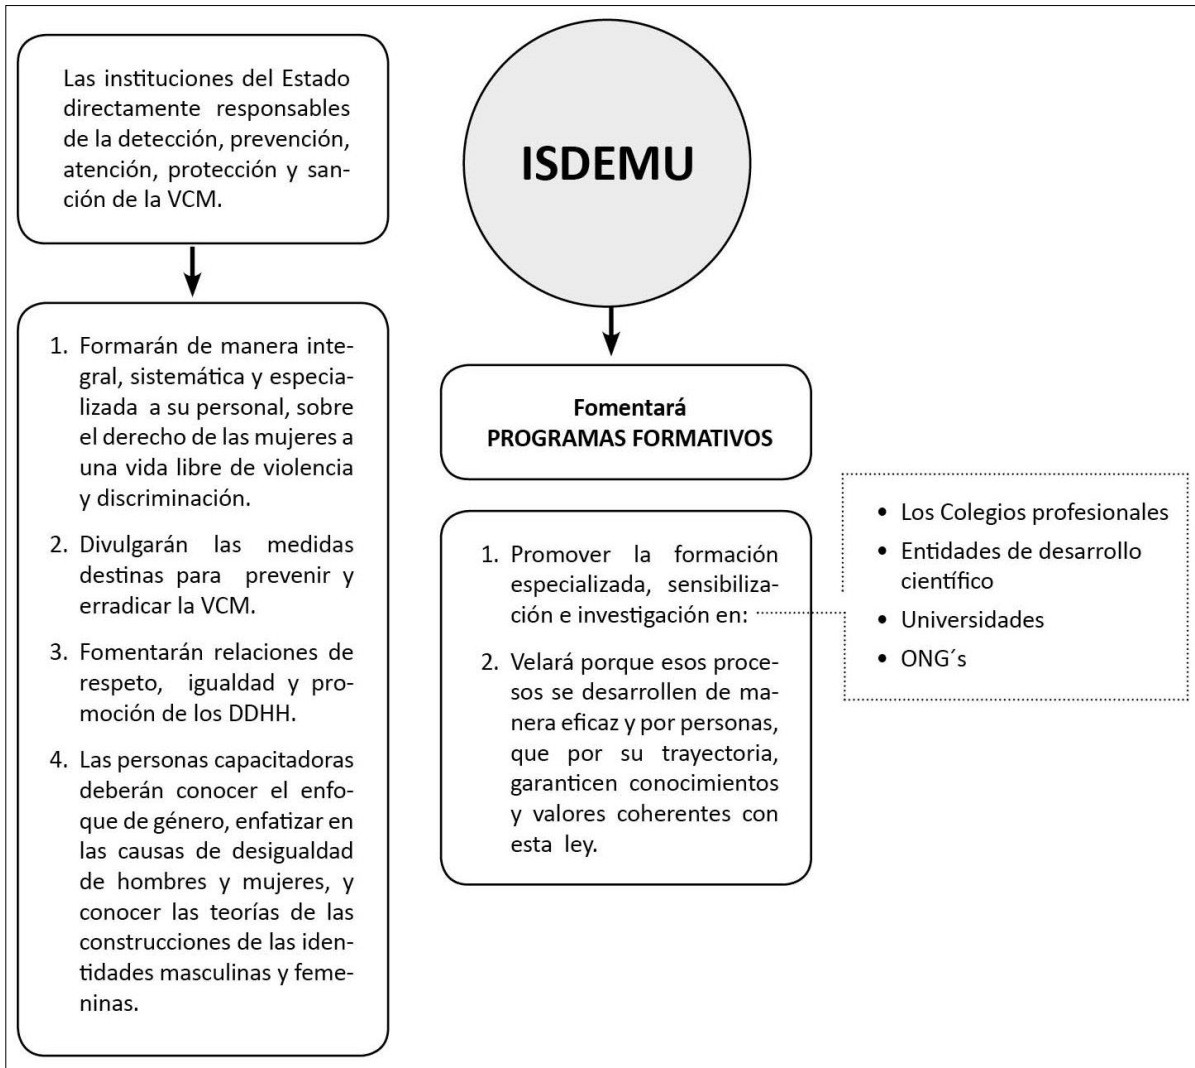 Las instituciones del Estado
directamente responsables
de la detección, prevención,
atención, protección y san-
ción de la VCM.
1. Formarán de manera inte-
gral, sistemática y especia-
lizada a su personal, sobre
el derecho de las mujeres a
una vida libre de violencia
y discriminación.
2. Divulgarán las medidas
destinas para prevenir y
erradicar la VCM.
3. Fomentarán relaciones de
respeto, igualdad y pro-
moción de los DDHH.
4. Las personas capacitadoras
deberán conocer el enfo-
que de género, enfatizar en
las causas de desigualdad
de hombres y mujeres, y
conocer las teorías de las
construcciones de las iden-
tidades masculinas y feme-
ninas.
ISDEMU
Fomentará
PROGRAMAS FORMATIVOS
1. Promover la formación
especializada, sensibiliza-
ción e investigación en:
2. Velará porque esos proce-
sos se desarrollen de ma-
nera eficaz y por personas,
que por su trayectoria,
garanticen conocimientos
y valores coherentes con
esta ley.
• Los Colegios profesionales
• Entidades de desarrollo
científico
• Universidades
• ONG´s